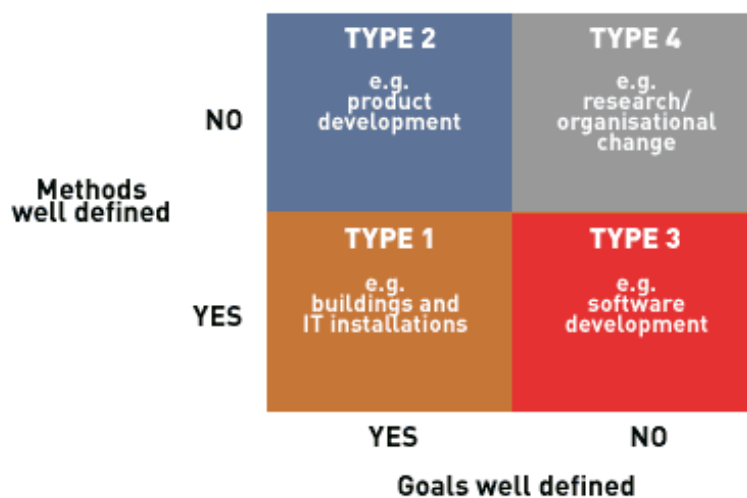 TYPE 2
e.g.
product
development
TYPE 4
e.g.
research/
organisational
change
NO
Methods
well defined
TYPE 1
e.g.
buildings and
IT installations
TYPE 3
e.g.
software
development
YES
YES
NO
Goals well defined